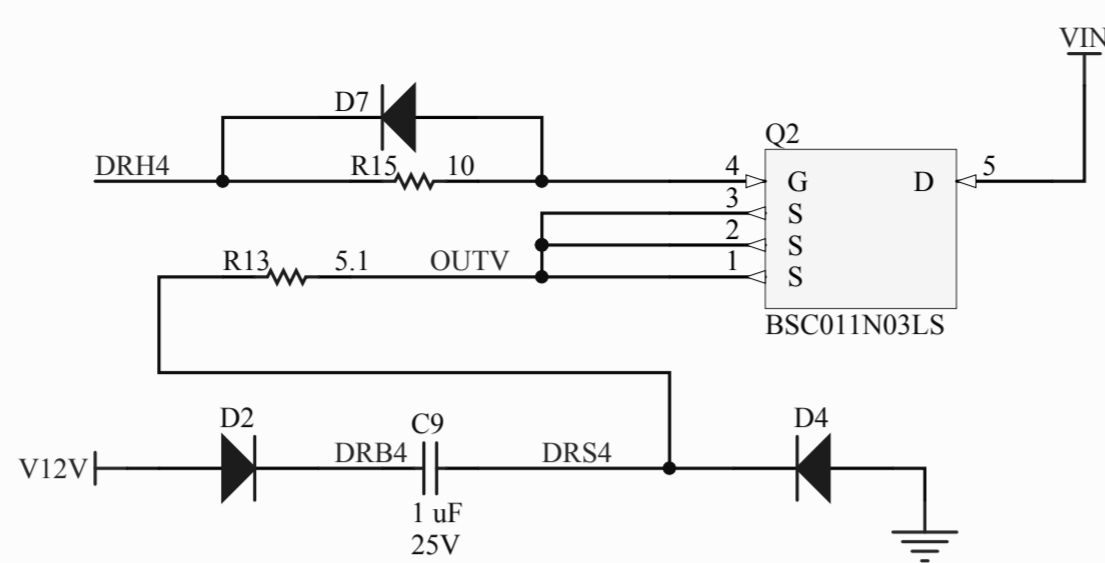 VIN
D7
Q2
DRH4
R15 10
4
5
G
D
3
S
2
S
R13 5.1
OUTV
1
S
BSC011N03LS
D2
C9
D4
V12V
DRB4
DRS4
1 uF
25V